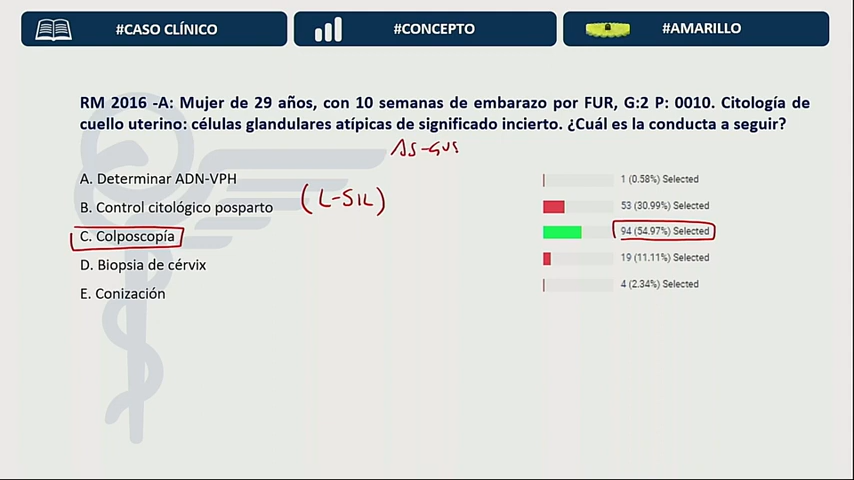 #CASO CLÍNICO
#CONCEPTO
#AMARILLO
RM 2016 -A: Mujer de 29 años, con 10 semanas de embarazo por FUR, G:2 P: 0010. Citología de
cuello uterino: células glandulares atípicas de significado incierto. ¿Cuál es la conducta a seguir?
AS-GUS
A. Determinar ADN-VPH
1 (0.58%) Selected
B. Control citológico posparto
(L-SIL)
53 (30.99%) Selected
C. Colposcopía
94 (54.97%) Selected
D. Biopsia de cérvix
19 (11.11%) Selected
E. Conización
4 (2.34%) Selected